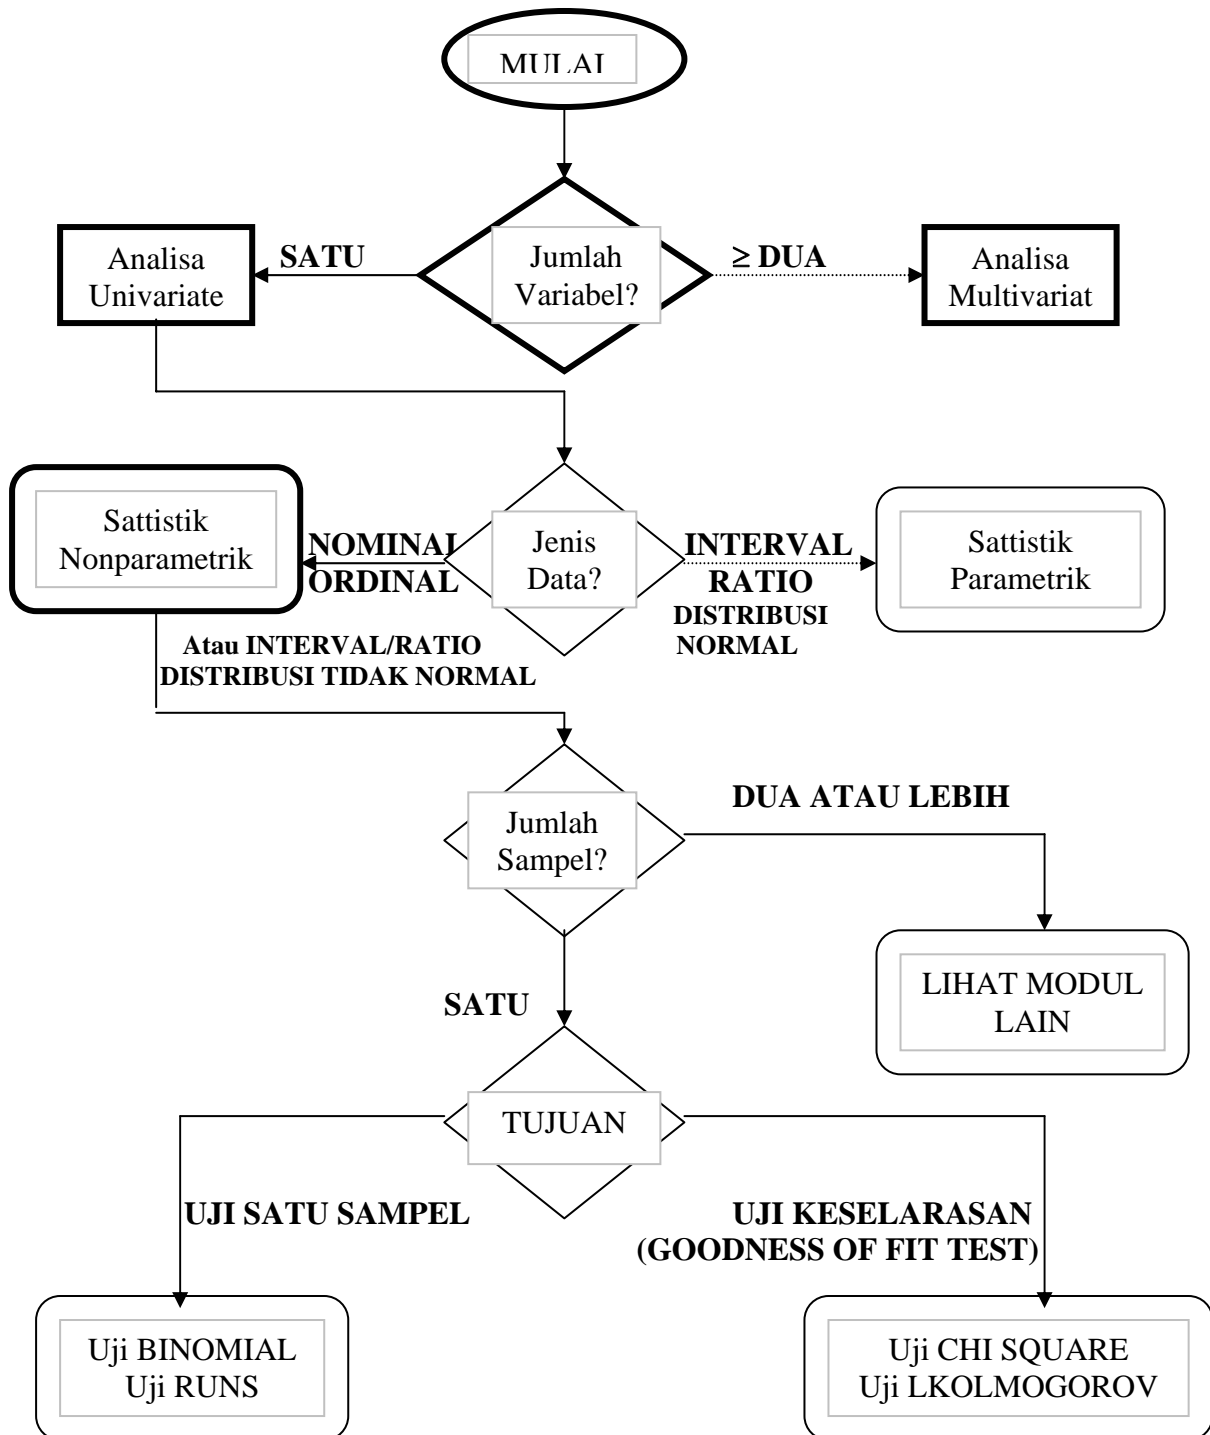 MULAI
SATU
Jumlah
Variabel?
≥ DUA
Analisa
Univariate
Analisa
Multivariat
Sattistik
Nonparametrik
NOMINAL
ORDINAL
Jenis
Data?
INTERVAL
RATIO
DISTRIBUSI
NORMAL
Sattistik
Parametrik
Atau INTERVAL/RATIO
DISTRIBUSI TIDAK NORMAL
Jumlah
Sampel?
DUA ATAU LEBIH
LIHAT MODUL
LAIN
SATU
TUJUAN
UJI SATU SAMPEL
UJI KESELARASAN
(GOODNESS OF FIT TEST)
Uji BINOMIAL
Uji RUNS
Uji CHI SQUARE
Uji LKOLMOGOROV